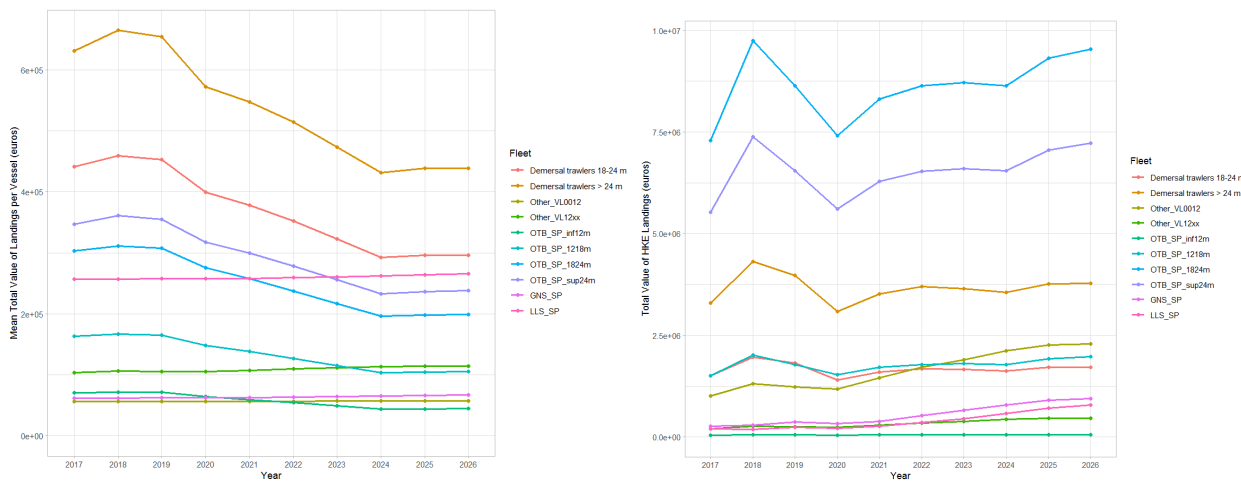 Mean Total Value of Landings per Vessel (euros)
6e+05
4e+05
2e+05
0e+00
2017 2018 2019 2020 2021 2022 2023 2024 2025 2026
Year
Fleet
Demersal trawlers 18-24 m
Demersal trawlers > 24 m
Other_VL0012
Other_VL12xx
OTB_SP_inf12m
OTB_SP_1218m
OTB_SP_1824m
OTB_SP_sup24m
GNS_SP
LLS_SP
Total Value of HKE Landings (euros)
1.0e+07
7.5e+06
5.0e+06
2.5e+06
0.0e+00
2017 2018 2019 2020 2021 2022 2023 2024 2025 2026
Year
Fleet
Demersal trawlers 18-24 m
Demersal trawlers > 24 m
Other_VL0012
Other_VL12xx
OTB_SP_inf12m
OTB_SP_1218m
OTB_SP_1824m
OTB_SP_sup24m
GNS_SP
LLS_SP